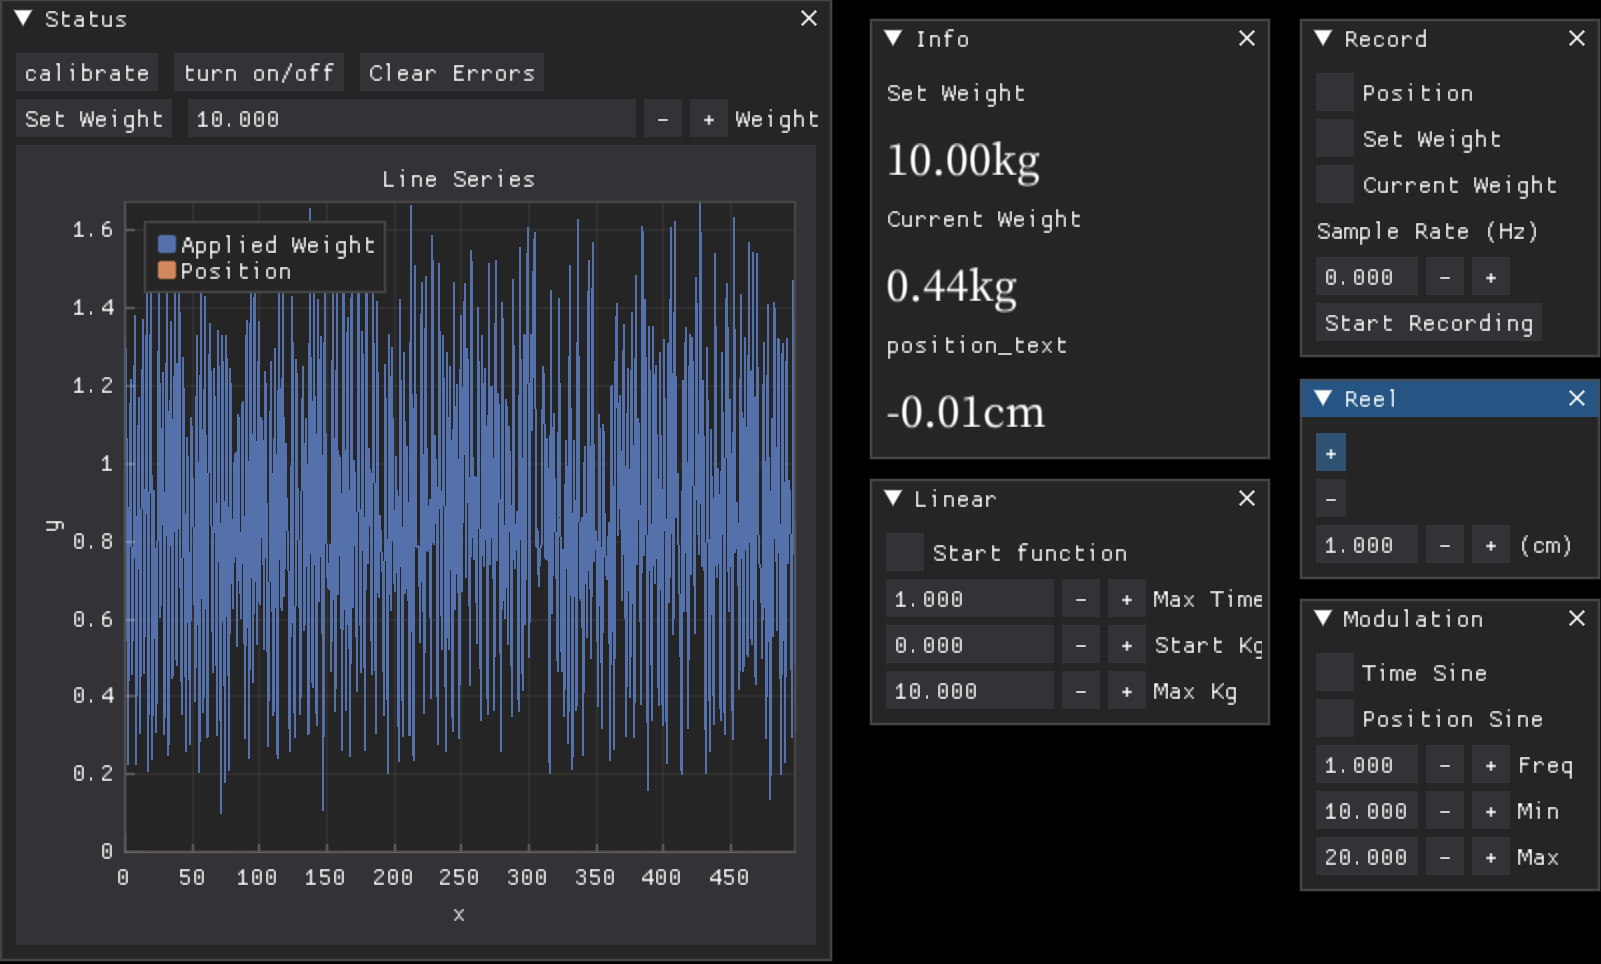 Status
calibrate turn on/off Clear Errors
Set Weight 10.000 - + Weight
Line Series
Applied Weight
Position
1.6
1.4
1.2
1
0.8
0.6
0.4
0.2
0
y
0 50 100 150 200 250 300 350 400 450
x
Info
Set Weight
10.00kg
Current Weight
0.44kg
position_text
-0.01cm
Linear
Start function
1.000 - + Max Time
0.000 - + Start Kg
10.000 - + Max Kg
Record
Position
Set Weight
Current Weight
Sample Rate (Hz)
0.000 - +
Start Recording
Reel
+
-
1.000 - + (cm)
Modulation
Time Sine
Position Sine
1.000 - + Freq
10.000 - + Min
20.000 - + Max